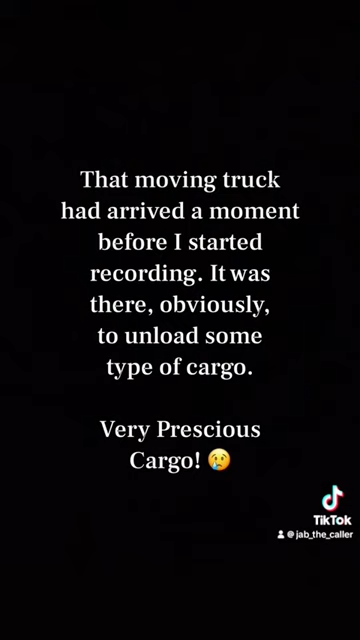 That moving truck
had arrived a moment
before I started
recording. It was
there, obviously,
to unload some
type of cargo.
Very Prescious
Cargo! 😢
TikTok
@jab_the_caller